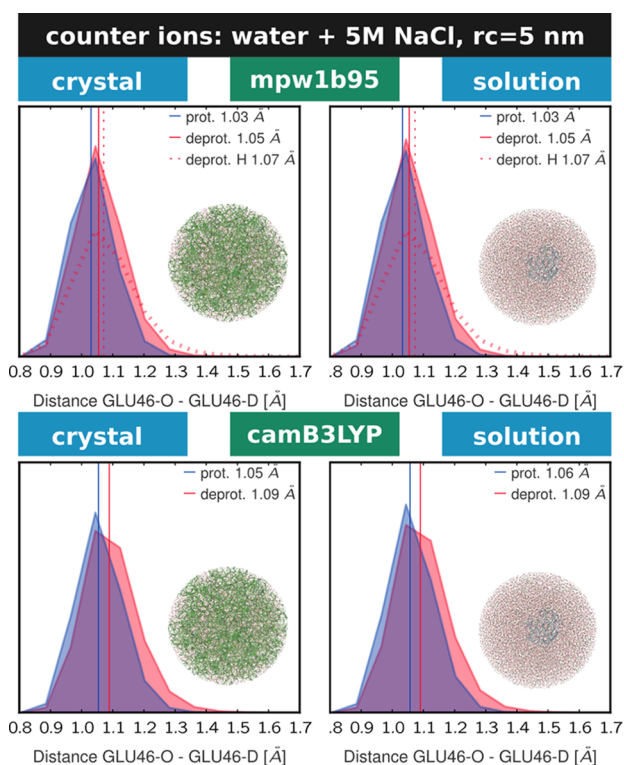 counter ions: water + 5M NaCl, rc=5 nm
crystal mpw1b95 solution
prot. 1.03 Å
deprot. 1.05 Å
deprot. H 1.07 Å
prot. 1.03 Å
deprot. 1.05 Å
deprot. H 1.07 Å
0.8 0.9 1.0 1.1 1.2 1.3 1.4 1.5 1.6 1.7
.8 0.9 1.0 1.1 1.2 1.3 1.4 1.5 1.6 1.7
Distance GLU46-O - GLU46-D [Å]
Distance GLU46-O - GLU46-D [Å]
crystal camB3LYP solution
prot. 1.05 Å
deprot. 1.09 Å
prot. 1.06 Å
deprot. 1.09 Å
0.8 0.9 1.0 1.1 1.2 1.3 1.4 1.5 1.6 1.7
.8 0.9 1.0 1.1 1.2 1.3 1.4 1.5 1.6 1.7
Distance GLU46-O - GLU46-D [Å]
Distance GLU46-O - GLU46-D [Å]